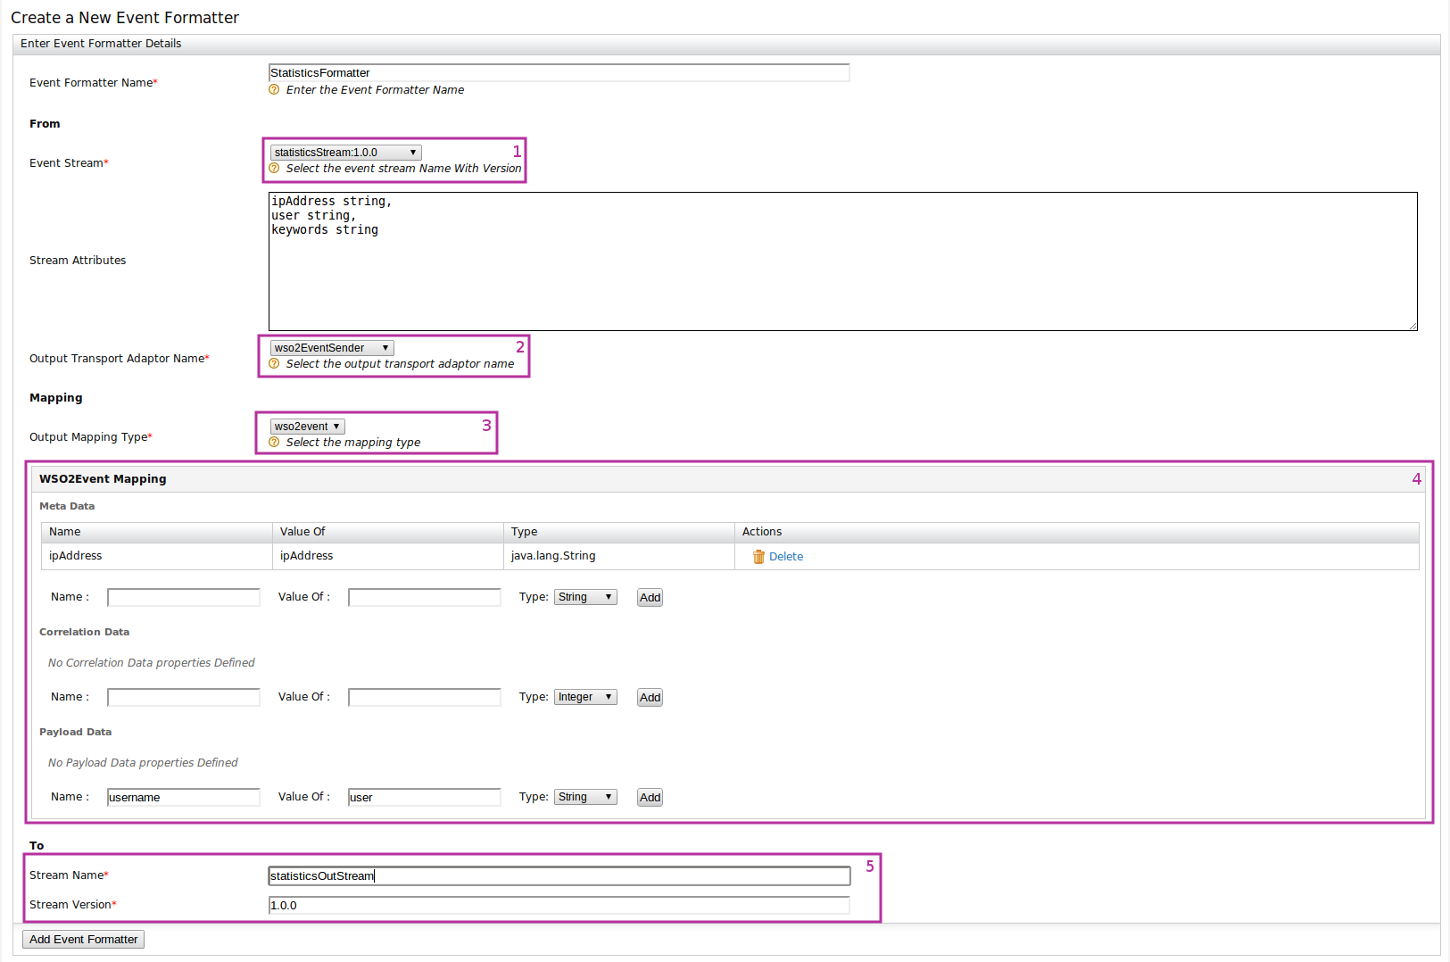 Create a New Event Formatter
Enter Event Formatter Details
Event Formatter Name*
StatisticsFormatter
Enter the Event Formatter Name
From
Event Stream*
statisticsStream:1.0.0
1
Select the event stream Name With Version
Stream Attributes
ipAddress string,
user string,
keywords string
Output Transport Adaptor Name*
wso2EventSender
2
Select the output transport adaptor name
Mapping
Output Mapping Type*
wso2event
3
Select the mapping type
WSO2Event Mapping
4
Meta Data
Name Value Of Type Actions
ipAddress ipAddress java.lang.String Delete
Name : Value Of : Type: String Add
Correlation Data
No Correlation Data properties Defined
Name : Value Of : Type: Integer Add
Payload Data
No Payload Data properties Defined
Name : username Value Of : user Type: String Add
To
5
Stream Name* statisticsOutStream
Stream Version* 1.0.0
Add Event Formatter